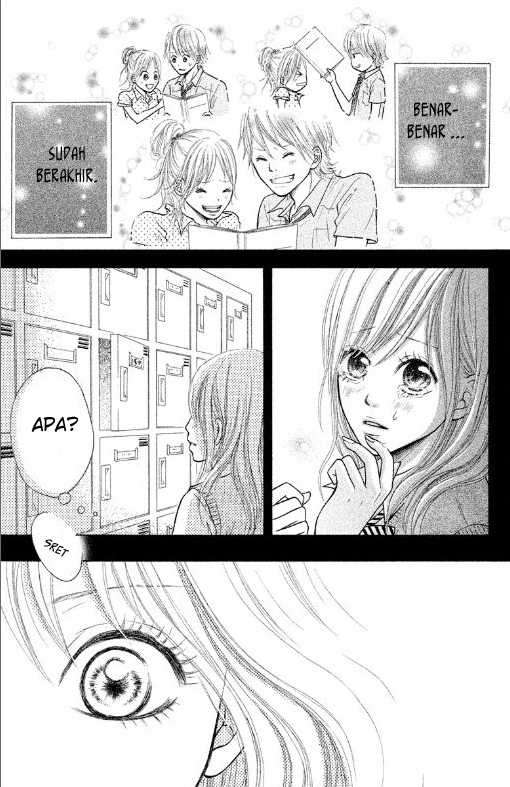 BENAR-
BENAR ...
SUDAH
BERAKHIR.
APA?
SRET